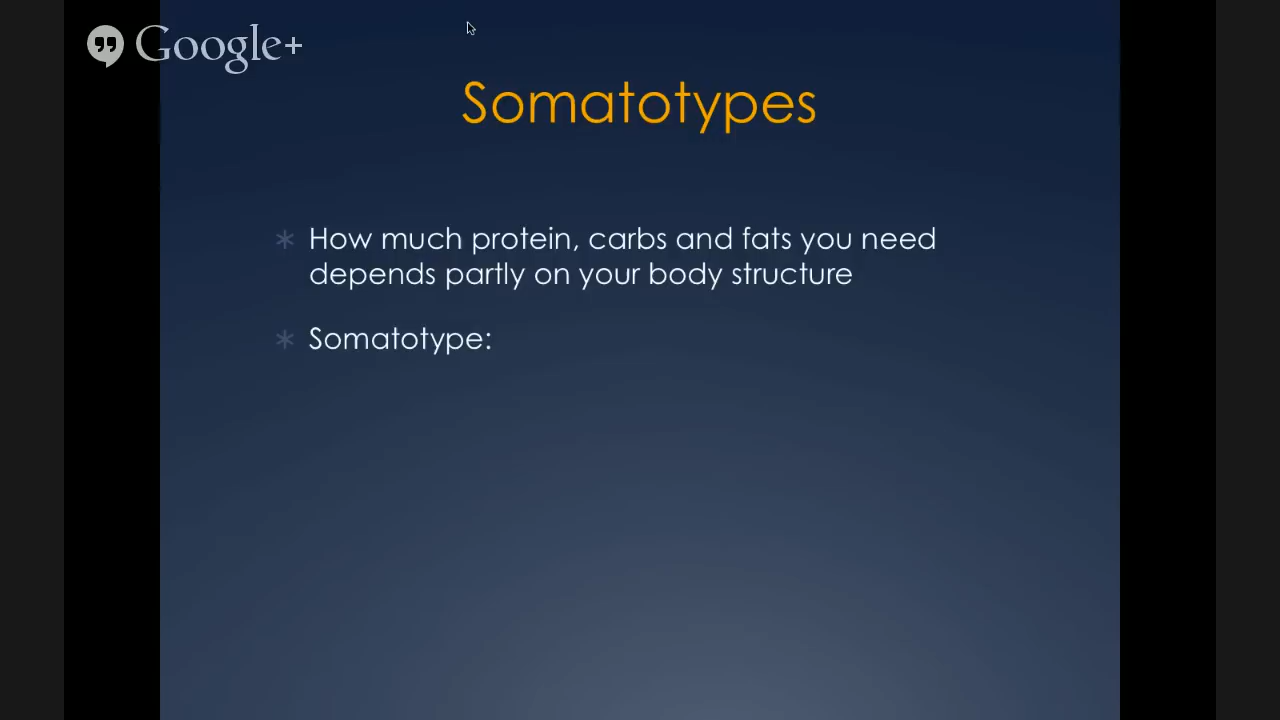 Google+
Somatotypes
How much protein, carbs and fats you need
depends partly on your body structure
Somatotype: